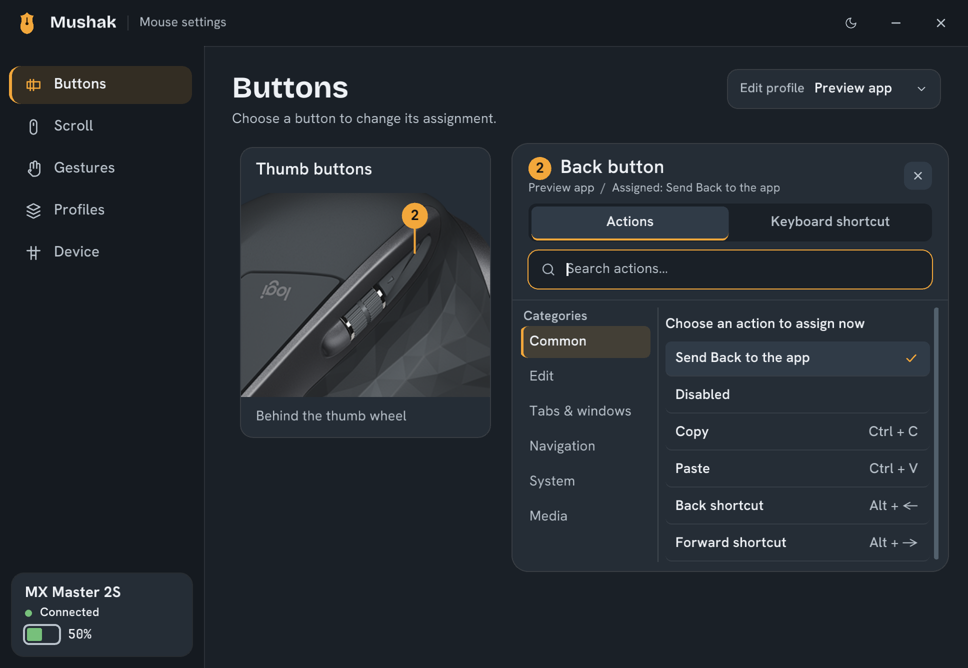 Mushak | Mouse settings
Buttons
Scroll
Gestures
Profiles
Device
MX Master 2S
Connected
50%
Buttons
Choose a button to change its assignment.
Edit profile Preview app
Thumb buttons
2
logi
Behind the thumb wheel
2 Back button
Preview app / Assigned: Send Back to the app
Actions Keyboard shortcut
Search actions...
Categories
Common
Edit
Tabs & windows
Navigation
System
Media
Choose an action to assign now
Send Back to the app
Disabled
Copy Ctrl + C
Paste Ctrl + V
Back shortcut Alt + ←
Forward shortcut Alt + →